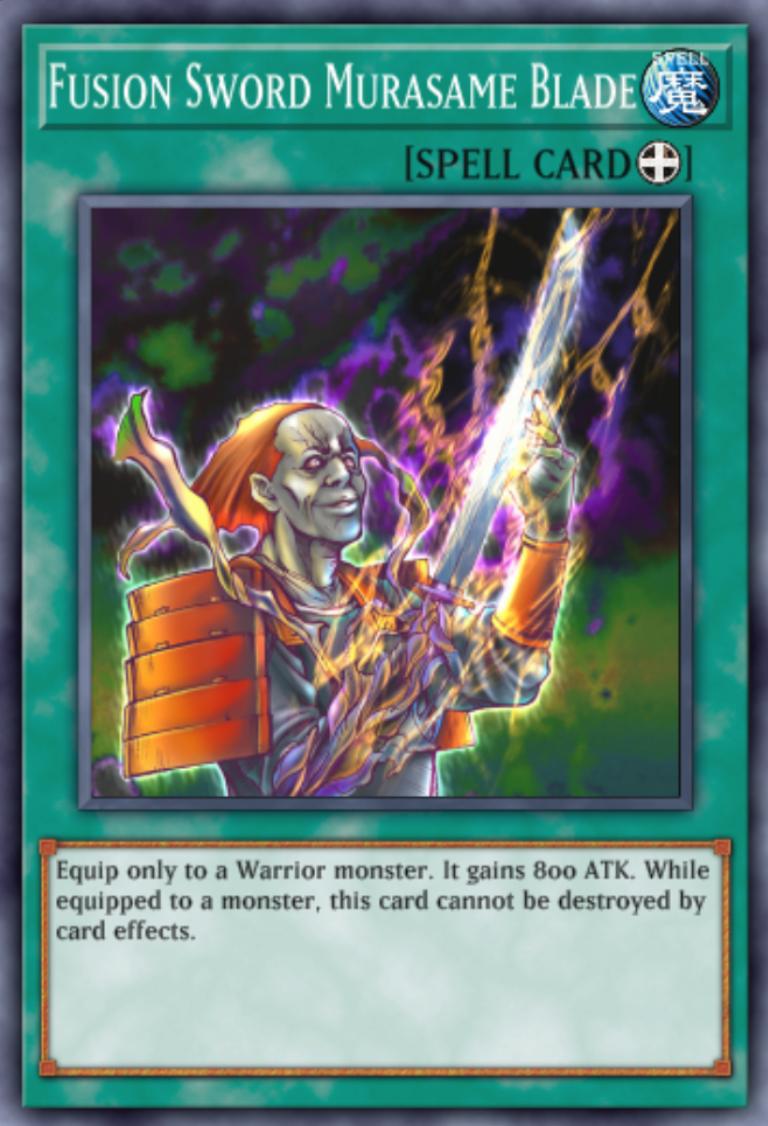 FUSION SWORD MURASAME BLADE
SPELL
魔
[SPELL CARD]
Equip only to a Warrior monster. It gains 800 ATK. While
equipped to a monster, this card cannot be destroyed by
card effects.